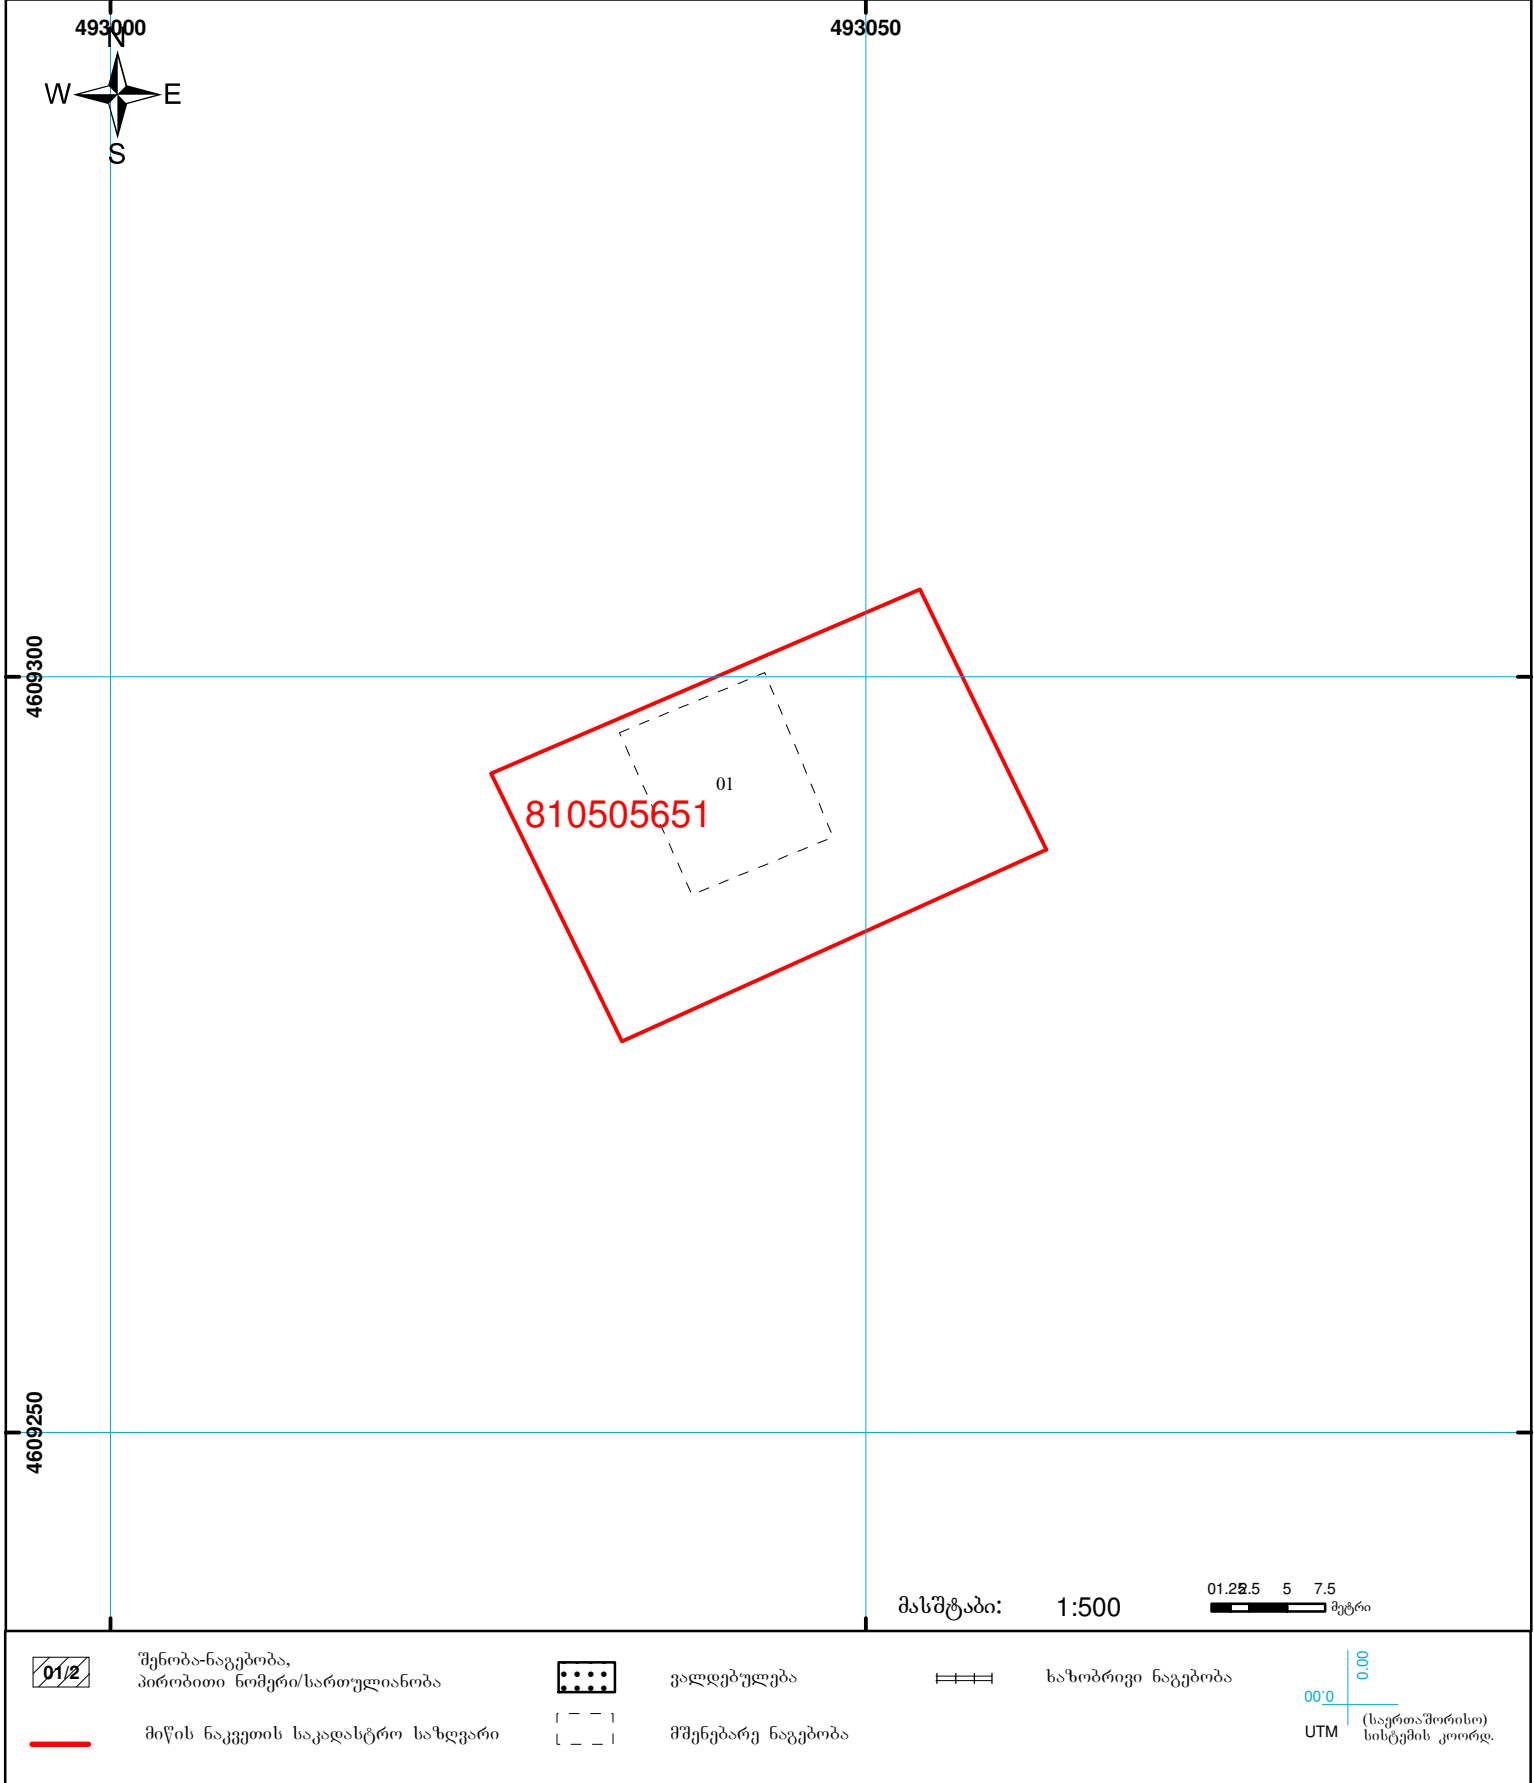 493000
493050
N
W
E
S
4609300
01
810505651
4609250
მასშტაბი: 1:500
01.252.5 5 7.5
მეტრი
01/2
შენობა-ნაგებობა,
პირობითი ნომერი/სართულიანობა
ვალდებულება
ხაზობრივი ნაგებობა
მიწის ნაკვეთის საკადასტრო საზღვარი
მშენებარე ნაგებობა
0.00
0.00
UTM
(საერთაშორისო)
სისტემის კოორდ.